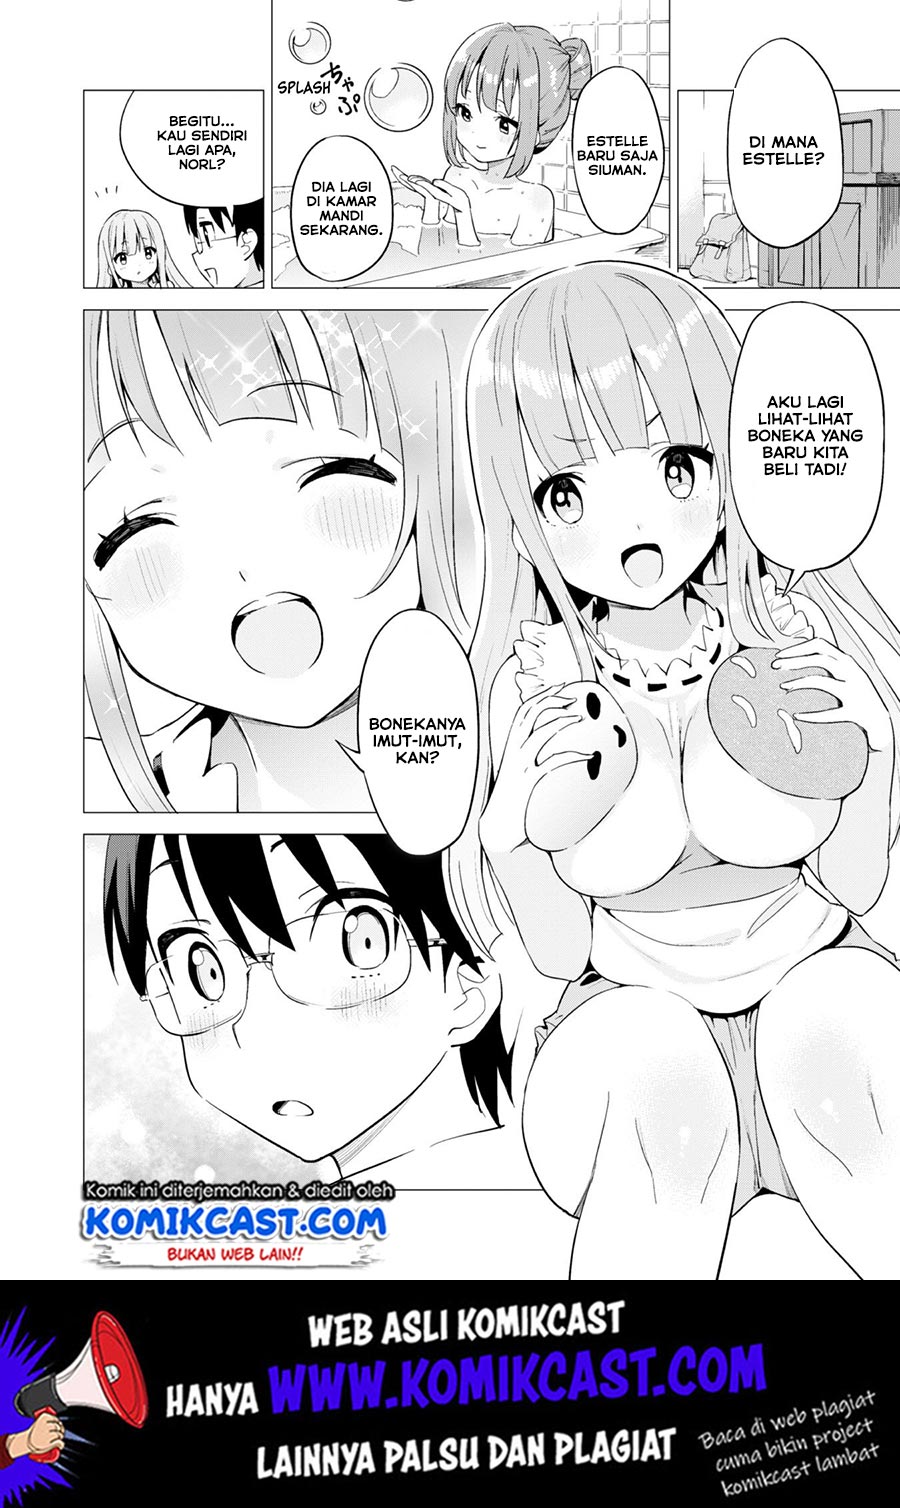 DI MANA
ESTELLE?
ESTELLE
BARU SAJA
SIUMAN.
SPLASH
ちゃぷ
DIA LAGI
DI KAMAR
MANDI
SEKARANG.
BEGITU...
KAU SENDIRI
LAGI APA,
NORL?
AKU LAGI
LIHAT-LIHAT
BONEKA YANG
BARU KITA
BELI TADI!
BONEKANYA
IMUT-IMUT,
KAN?
Komik ini diterjemahkan & diedit oleh
KOMIKCAST.COM
BUKAN WEB LAIN!!
WEB ASLI KOMIKCAST
HANYA WWW.KOMIKCAST.COM
LAINNYA PALSU DAN PLAGIAT
Baca di web plagiat
cuma bikin project
komikcast lambat